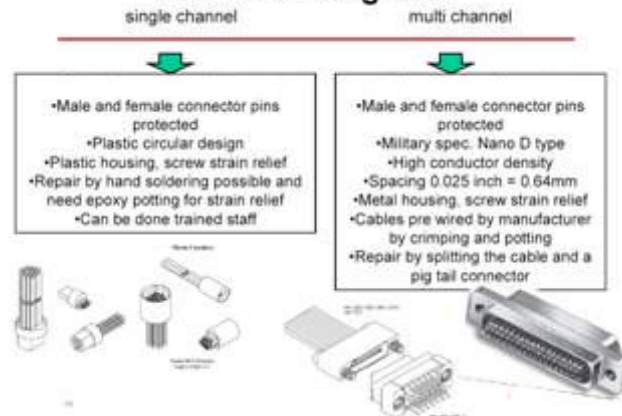 single channel
multi channel
•Male and female connector pins
protected
•Plastic circular design
•Plastic housing, screw strain relief
•Repair by hand soldering possible and
need epoxy potting for strain relief
•Can be done trained staff
•Male and female connector pins
protected
•Military spec. Nano D type
•High conductor density
•Spacing 0.025 inch = 0.64mm
•Metal housing, screw strain relief
•Cables pre wired by manufacturer
by crimping and potting
•Repair by splitting the cable and a
pig tail connector